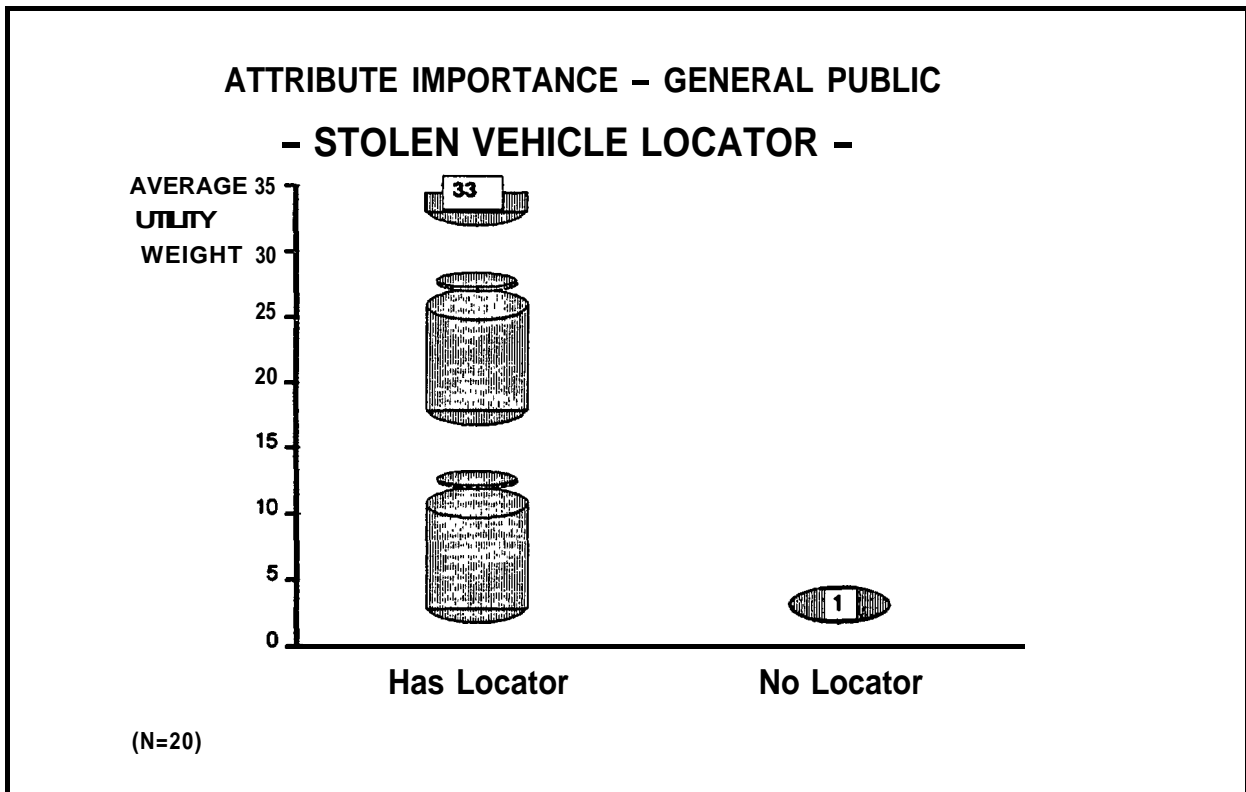 ATTRIBUTE IMPORTANCE – GENERAL PUBLIC
– STOLEN VEHICLE LOCATOR –
AVERAGE 35
UTILITY
WEIGHT 30
25
20
15
10
5
0
33
1
Has Locator
No Locator
(N=20)